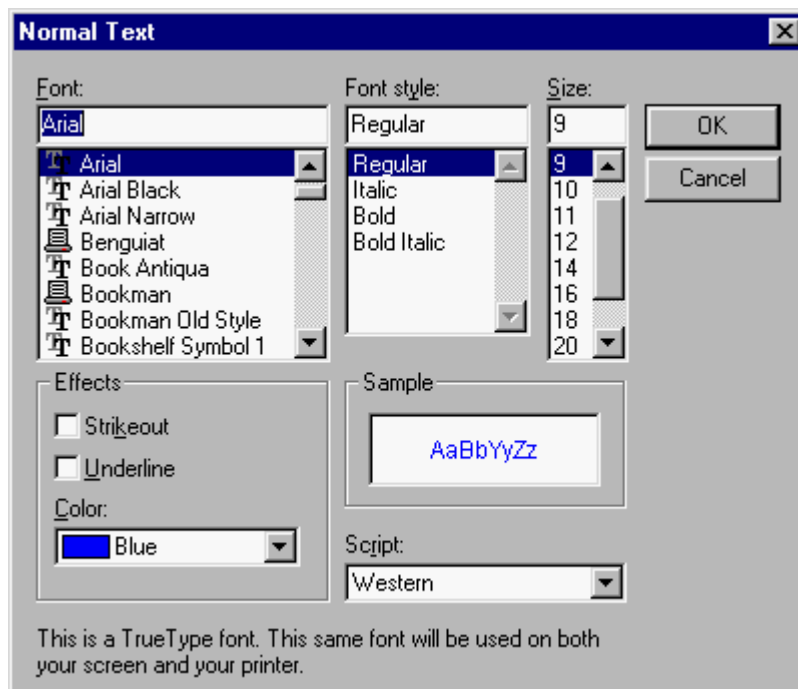 Normal Text
Font:
Arial
Arial
Arial Black
Arial Narrow
Benguiat
Book Antiqua
Bookman
Bookman Old Style
Bookshelf Symbol 1
Font style:
Regular
Regular
Italic
Bold
Bold Italic
Size:
9
9
10
11
12
14
16
18
20
OK
Cancel
Effects
Strikeout
Underline
Color:
Blue
Sample
AaBbYyZz
Script:
Western
This is a TrueType font. This same font will be used on both
your screen and your printer.